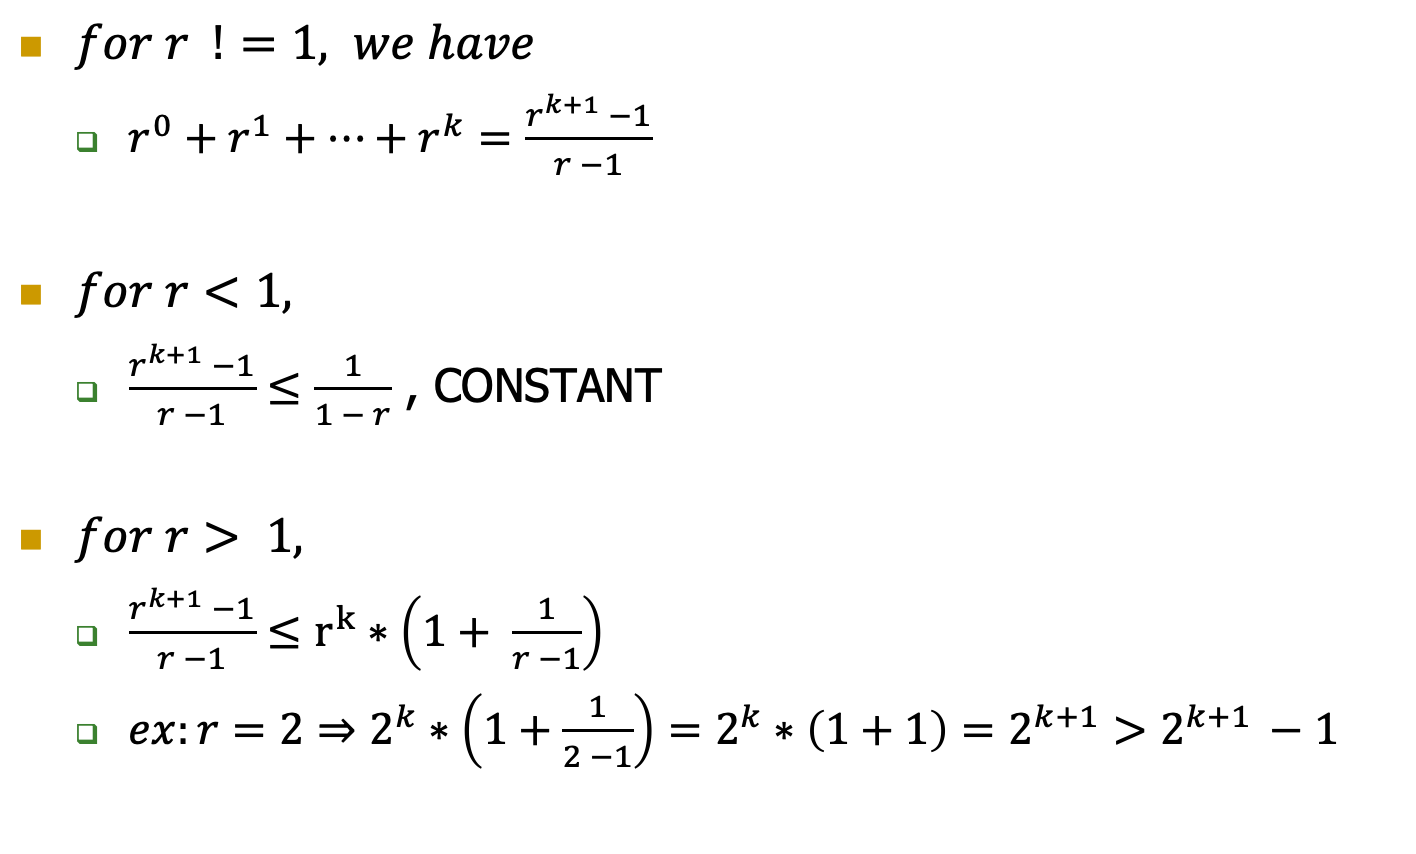 for r != 1, we have
r^0 + r^1 + ⋯ + r^k = (r^{k+1} − 1)/(r − 1)
for r < 1,
(r^{k+1} − 1)/(r − 1) ≤ 1/(1 − r), CONSTANT
for r > 1,
(r^{k+1} − 1)/(r − 1) ≤ r^k * (1 + 1/(r − 1))
ex: r = 2 ⇒ 2^k * (1 + 1/(2 − 1)) = 2^k * (1 + 1) = 2^{k+1} > 2^{k+1} − 1